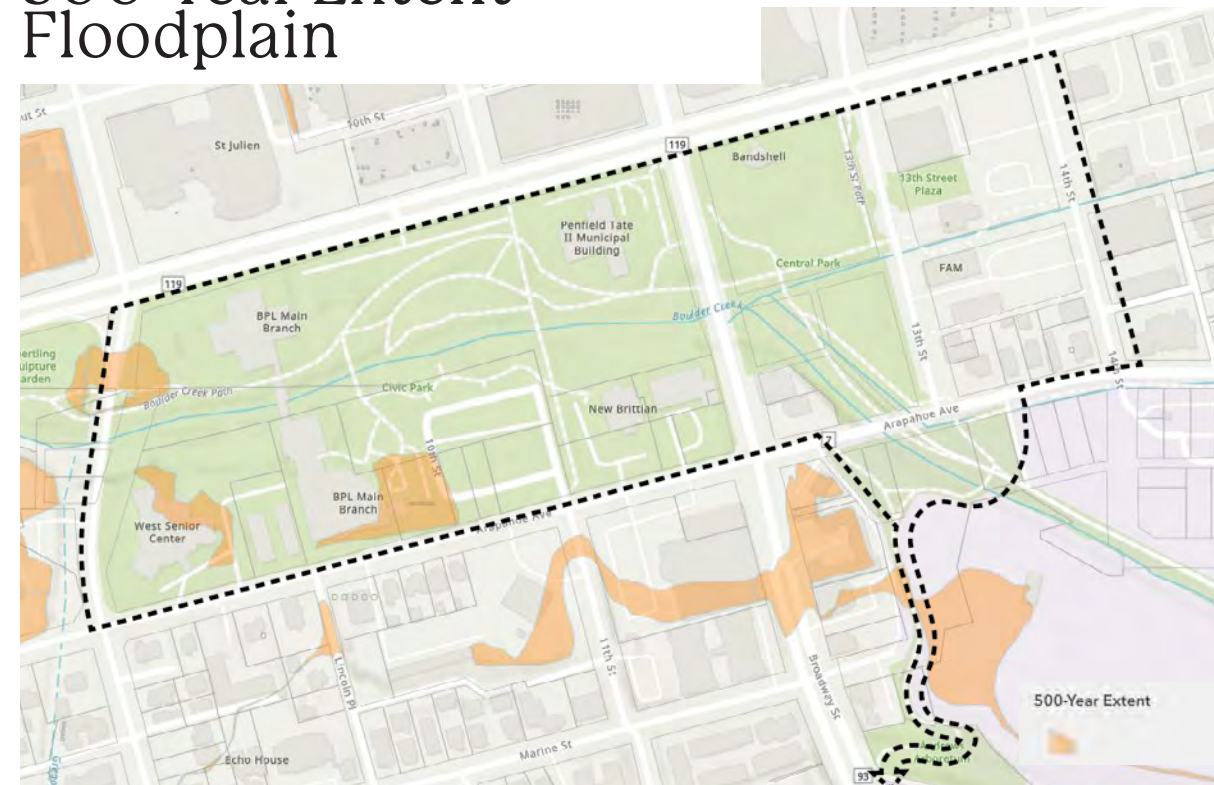 Floodplain
10th St
St Julien
119
Bandshell
13th St Path
13th Street
Plaza
14th St
Penfield Tate
II Municipal
Building
Central Park
FAM
119
BPL Main
Branch
Boulder Creek
13th St
14th St
Boulder Creek Path
Civic Park
New Brittian
Arapahoe Ave
7
10th St
BPL Main
Branch
West Senior
Center
Arapahoe Ave
11th St
Lincoln Pl
Broadway St
500-Year Extent
Marine St
Echo House
93